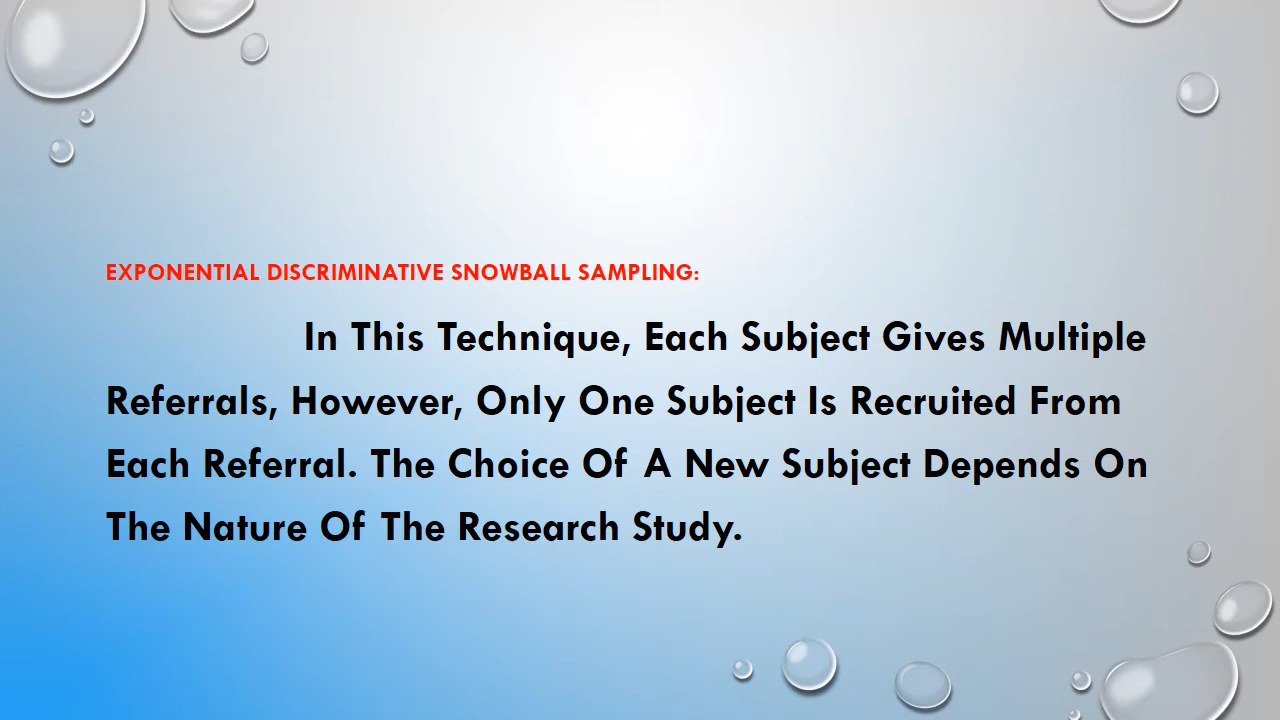 EXPONENTIAL DISCRIMINATIVE SNOWBALL SAMPLING:
In This Technique, Each Subject Gives Multiple
Referrals, However, Only One Subject Is Recruited From
Each Referral. The Choice Of A New Subject Depends On
The Nature Of The Research Study.